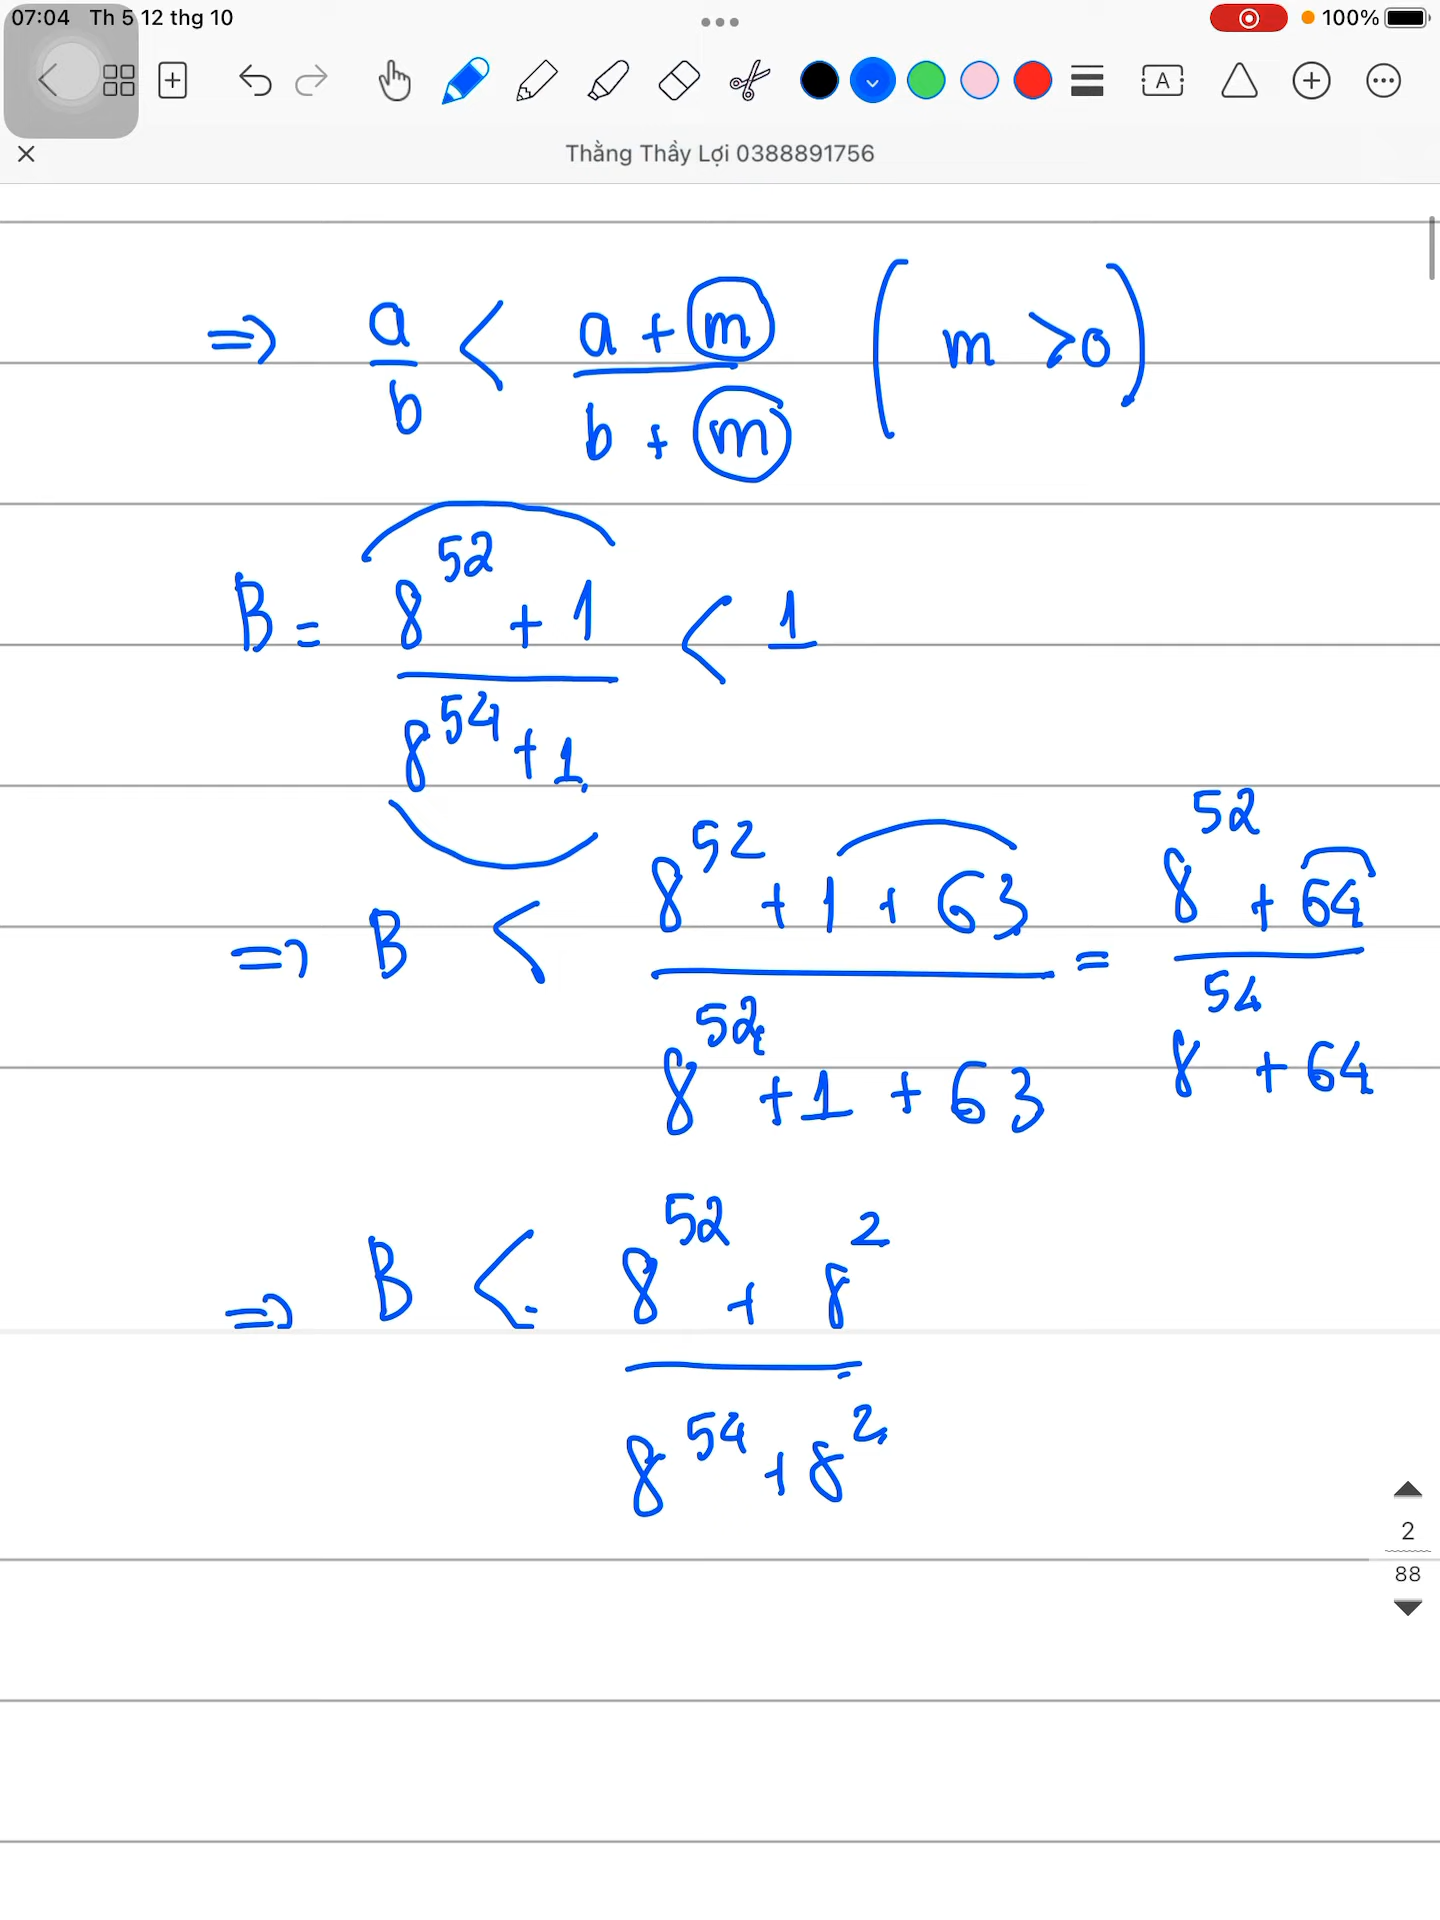 07:04 Th 5 12 thg 10
100%
A
Thằng Thầy Lợi 0388891756
=> a/b < (a + m)/(b + m) (m > 0)
B = (8^52 + 1)/(8^54 + 1) < 1
=> B < (8^52 + 1 + 63)/(8^54 + 1 + 63) = (8^52 + 64)/(8^54 + 64)
=> B < (8^52 + 8^2)/(8^54 + 8^2)
2
88